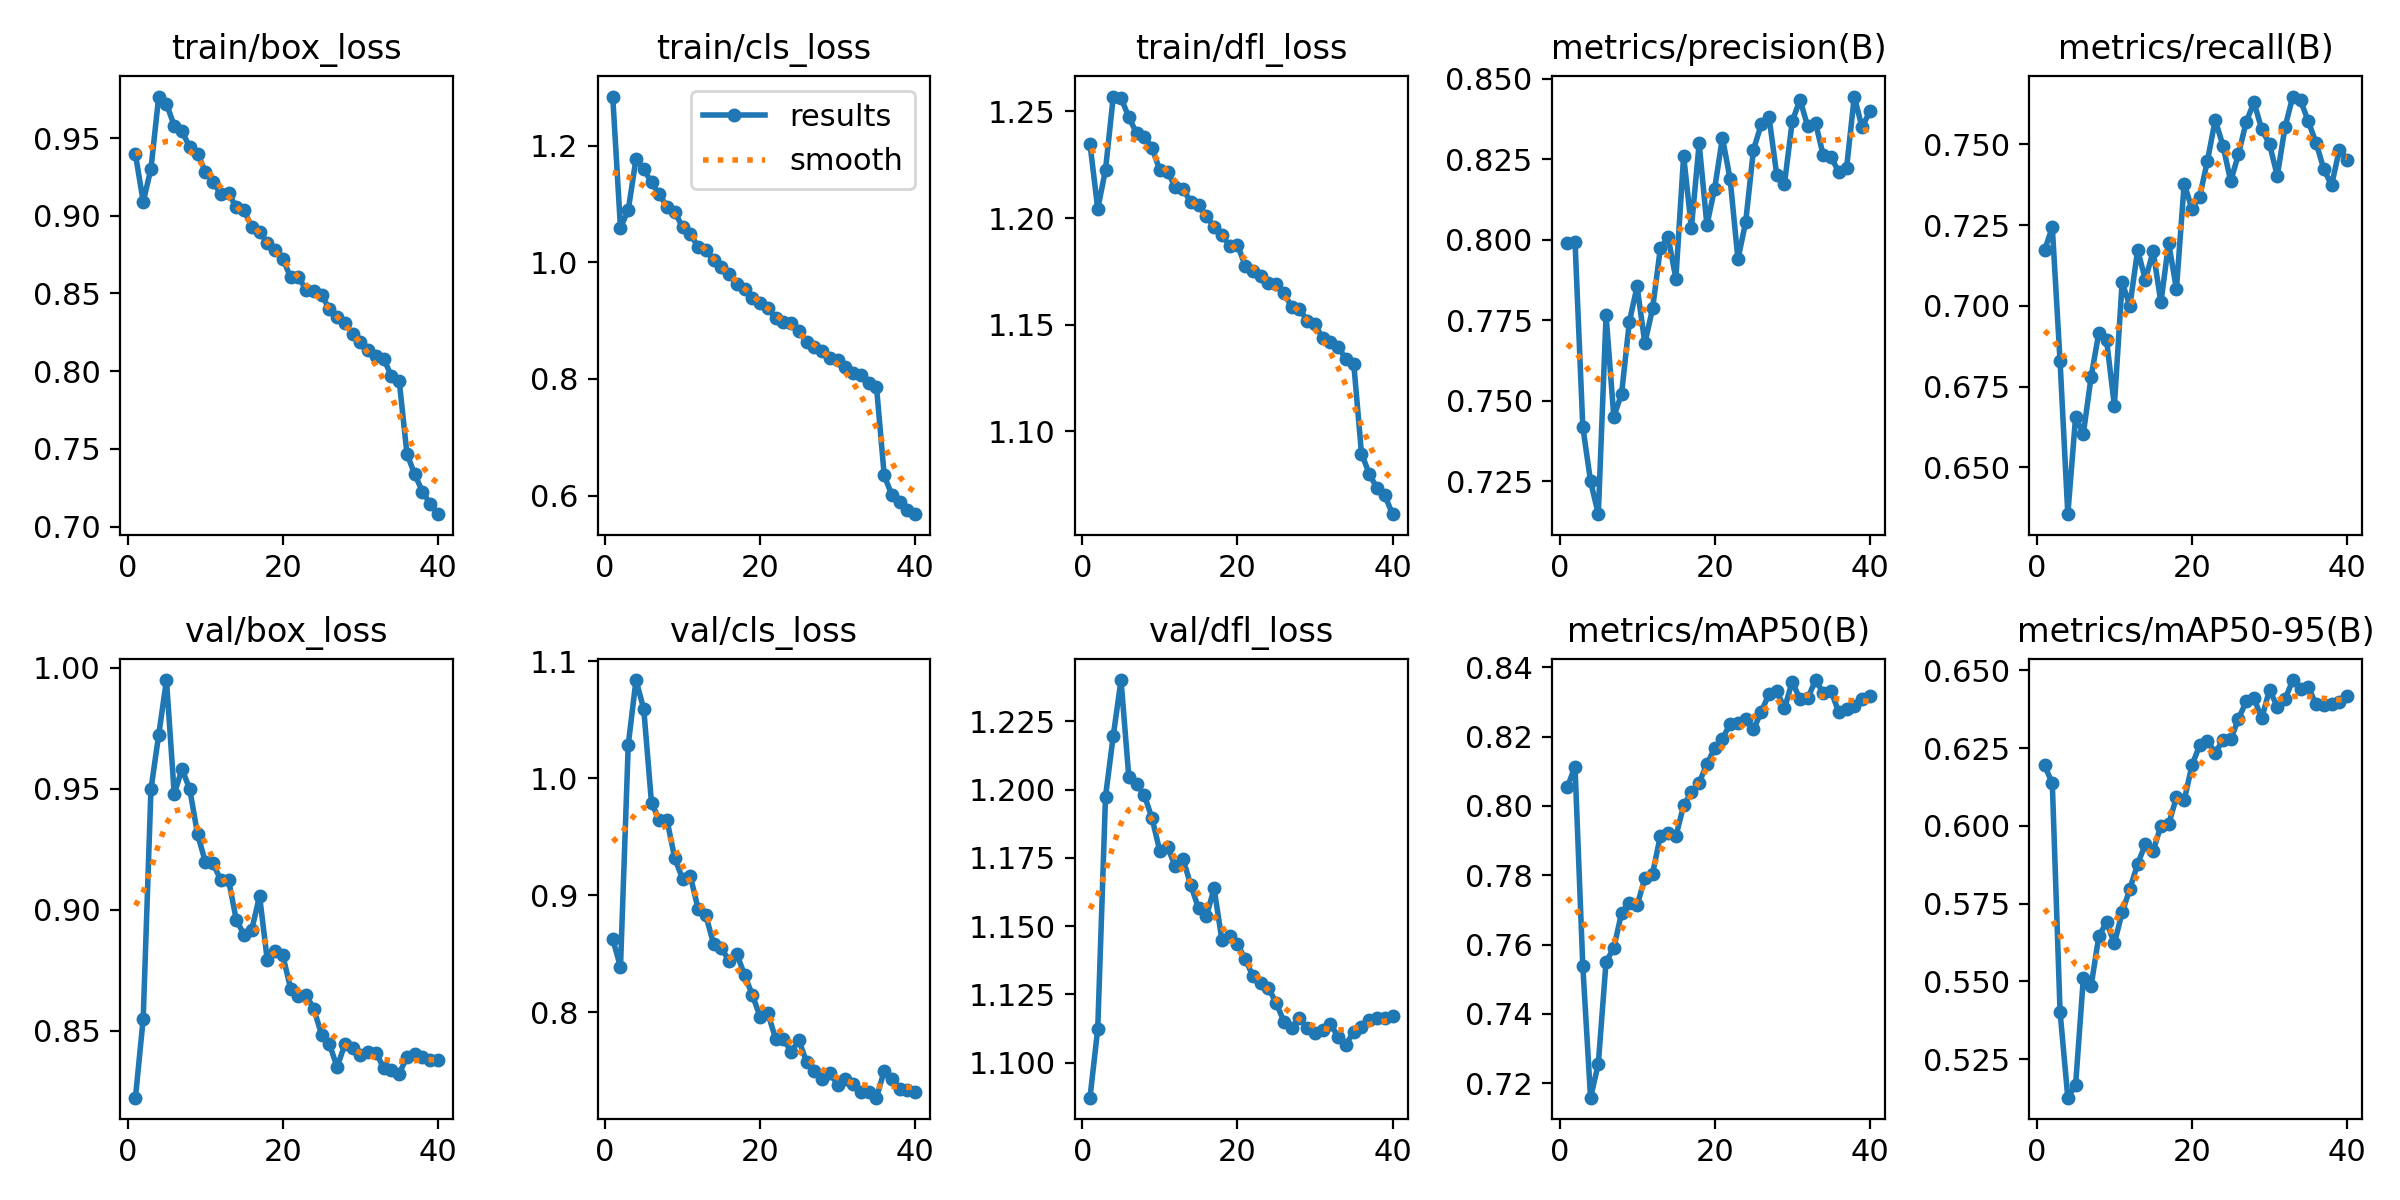 train/box_loss
0.95
0.90
0.85
0.80
0.75
0.70
0 20 40
train/cls_loss
results
smooth
1.2
1.0
0.8
0.6
0 20 40
train/dfl_loss
1.25
1.20
1.15
1.10
0 20 40
metrics/precision(B)
0.850
0.825
0.800
0.775
0.750
0.725
0 20 40
metrics/recall(B)
0.750
0.725
0.700
0.675
0.650
0 20 40
val/box_loss
1.00
0.95
0.90
0.85
0 20 40
val/cls_loss
1.1
1.0
0.9
0.8
0 20 40
val/dfl_loss
1.225
1.200
1.175
1.150
1.125
1.100
0 20 40
metrics/mAP50(B)
0.84
0.82
0.80
0.78
0.76
0.74
0.72
0 20 40
metrics/mAP50-95(B)
0.650
0.625
0.600
0.575
0.550
0.525
0 20 40